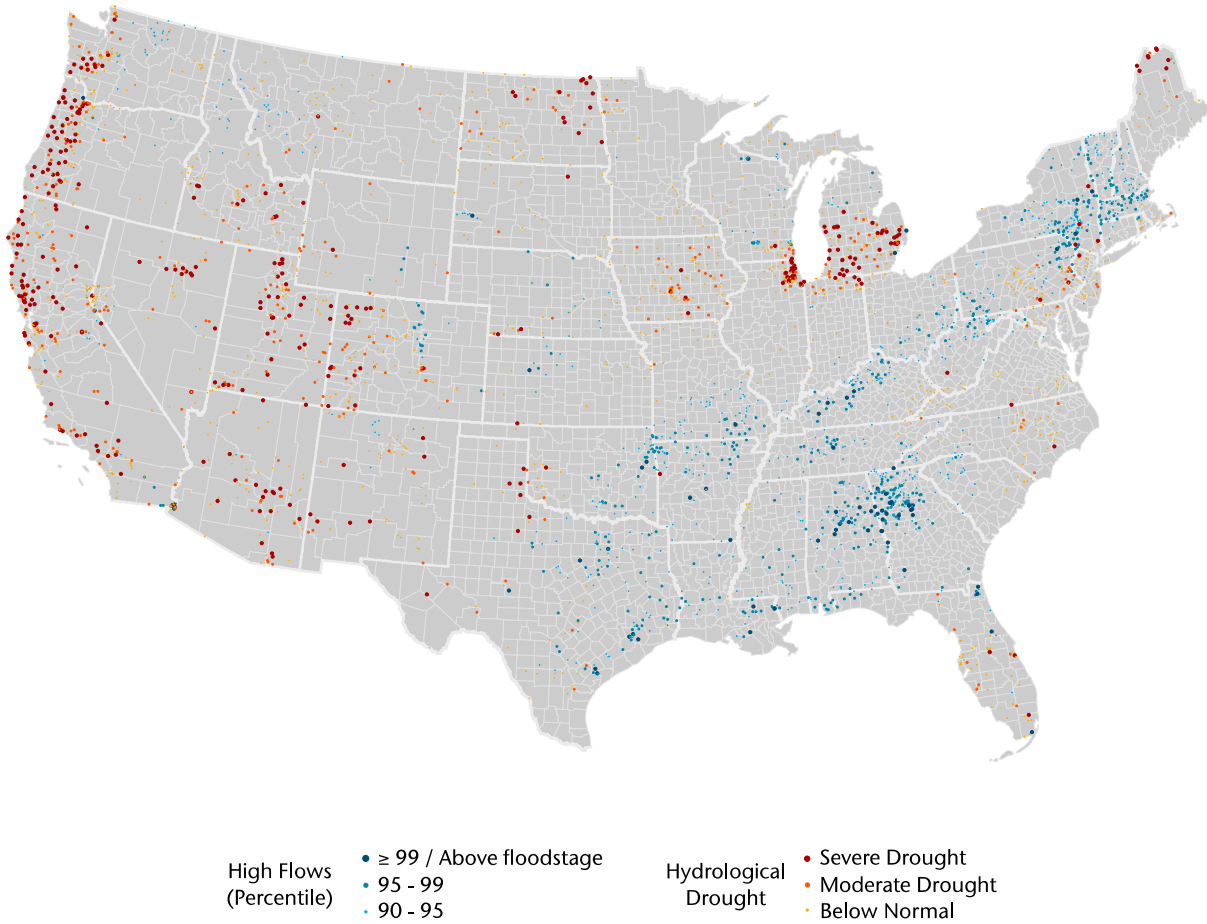 High Flows
(Percentile)
≥ 99 / Above floodstage
95 - 99
90 - 95
Hydrological
Drought
Severe Drought
Moderate Drought
Below Normal